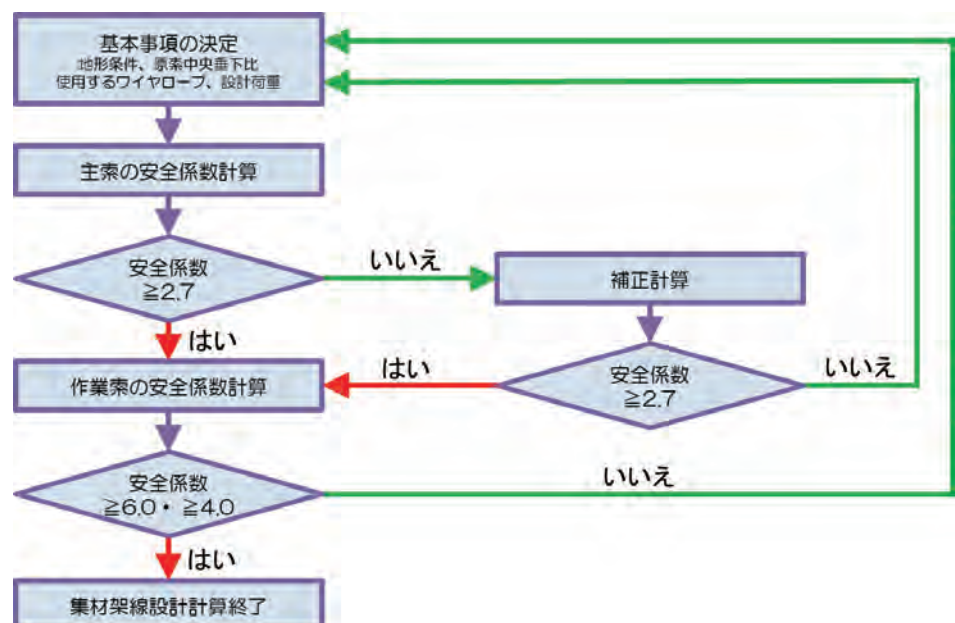 基本事項の決定
地形条件、原索中央垂下比
使用するワイヤロープ、設計荷重
主索の安全係数計算
安全係数
≧2.7
いいえ
補正計算
はい
作業索の安全係数計算
はい
安全係数
≧2.7
いいえ
安全係数
≧6.0・≧4.0
いいえ
はい
集材架線設計計算終了